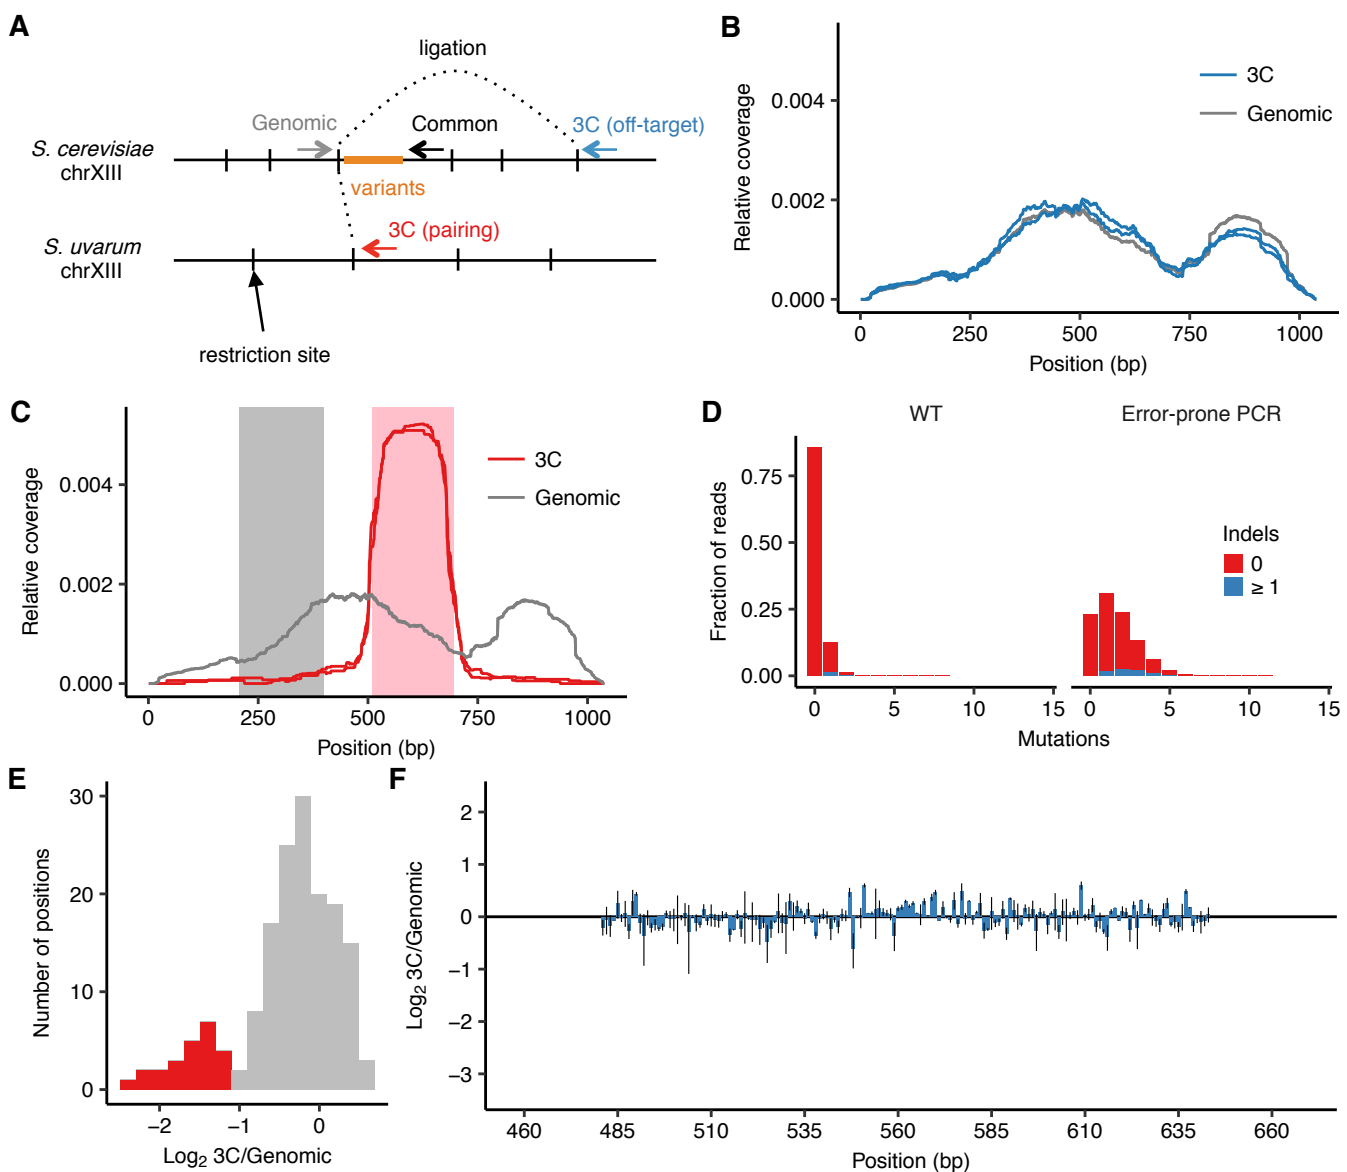 A
ligation
Genomic
Common
3C (off-target)
S. cerevisiae
chrXIII
variants
3C (pairing)
S. uvarum
chrXIII
restriction site
B
Relative coverage
0.004
0.002
0.000
3C
Genomic
0
250
500
750
1000
Position (bp)
C
Relative coverage
0.004
0.002
0.000
3C
Genomic
0
250
500
750
1000
Position (bp)
D
WT
Error-prone PCR
Fraction of reads
0.75
0.50
0.25
0.00
Indels
0
≥ 1
0
5
10
15
0
5
10
15
Mutations
E
Number of positions
30
20
10
0
−2
−1
0
Log2 3C/Genomic
F
Log2 3C/Genomic
2
1
0
−1
−2
−3
460
485
510
535
560
585
610
635
660
Position (bp)